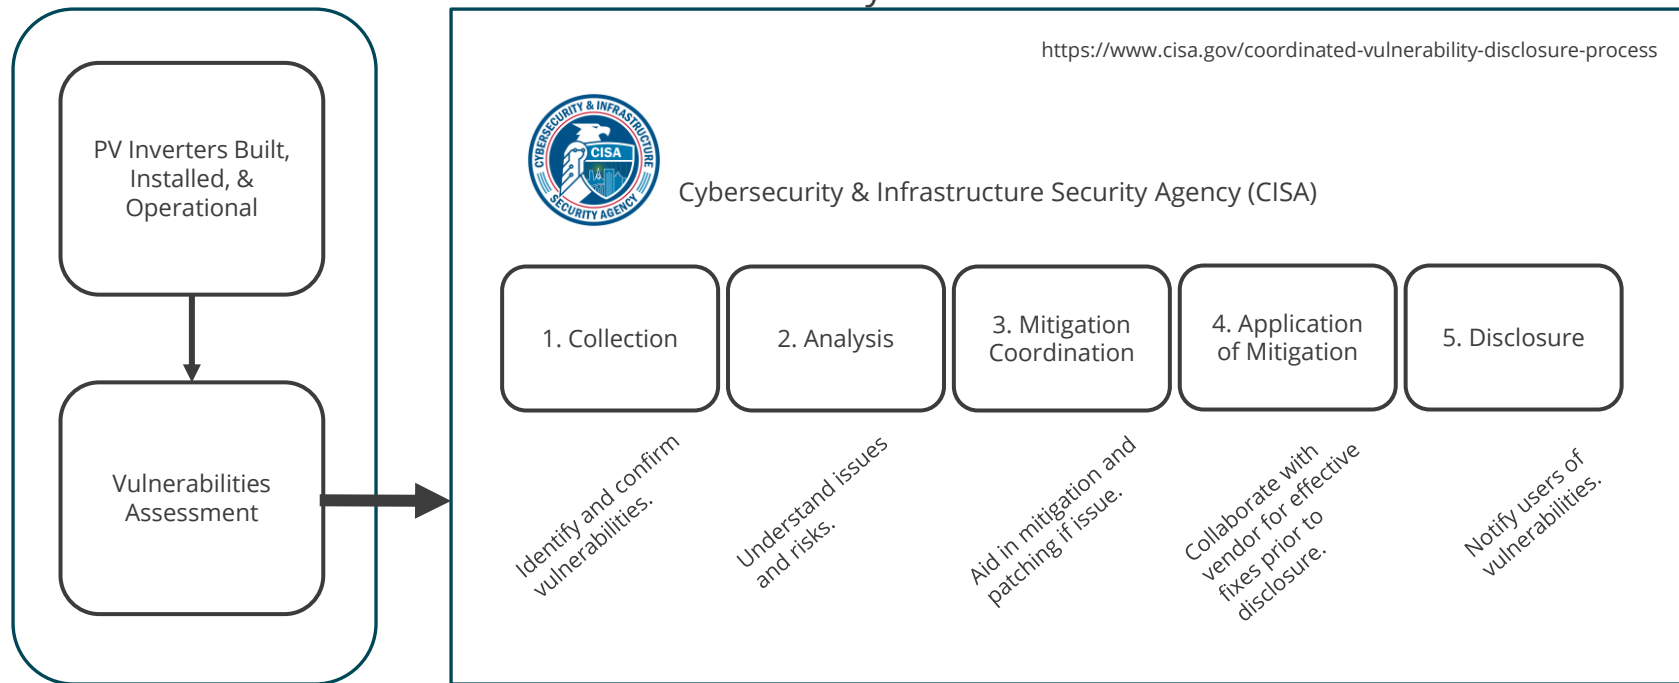 https://www.cisa.gov/coordinated-vulnerability-disclosure-process
PV Inverters Built,
Installed, &
Operational
Vulnerabilities
Assessment
CYBERSECURITY & INFRASTRUCTURE
SECURITY AGENCY
CISA
Cybersecurity & Infrastructure Security Agency (CISA)
1. Collection
2. Analysis
3. Mitigation
Coordination
4. Application
of Mitigation
5. Disclosure
Identify and confirm
vulnerabilities.
Understand issues
and risks.
Aid in mitigation and
patching if issue.
Collaborate with
vendor for effective
fixes prior to
disclosure.
Notify users of
vulnerabilities.